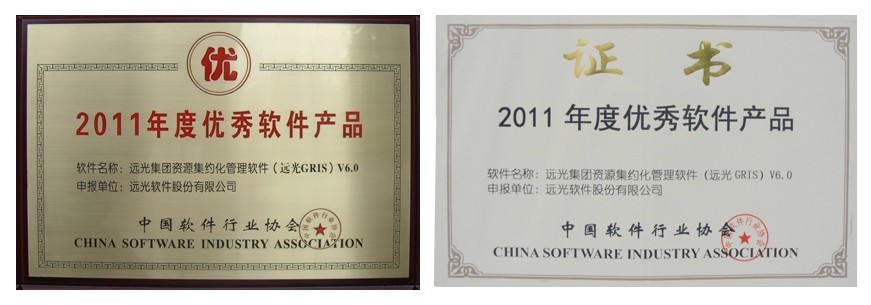 优
2011年度优秀软件产品
软件名称：远光集团资源集约化管理软件（远光GRIS）V6.0
申报单位：远光软件股份有限公司
中国软件行业协会
CHINA SOFTWARE INDUSTRY ASSOCIATION
证书
2011年度优秀软件产品
软件名称：远光集团资源集约化管理软件（远光GRIS）V6.0
申报单位：远光软件股份有限公司
中国软件行业协会
CHINA SOFTWARE INDUSTRY ASSOCIATION